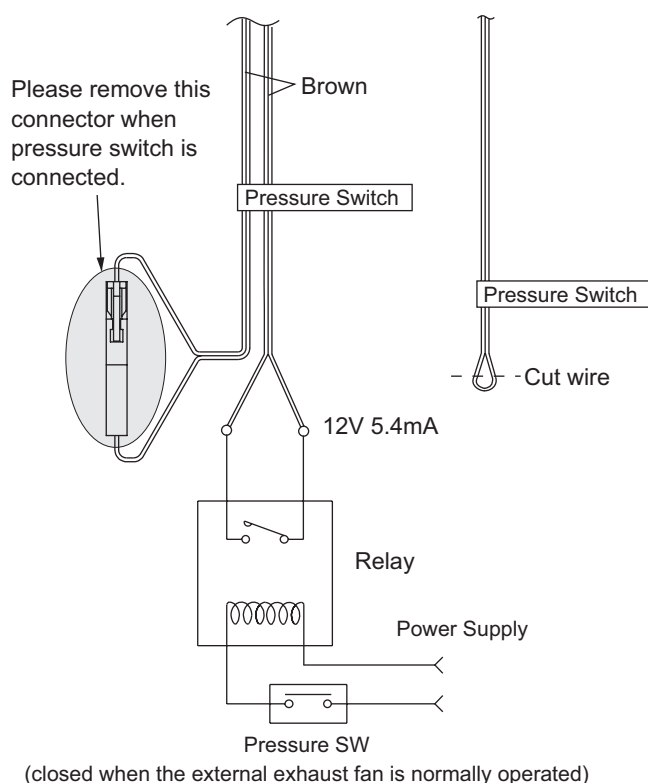 Please remove this
connector when
pressure switch is
connected.
Brown
Pressure Switch
Pressure Switch
Cut wire
12V 5.4mA
Relay
Power Supply
Pressure SW
(closed when the external exhaust fan is normally operated)